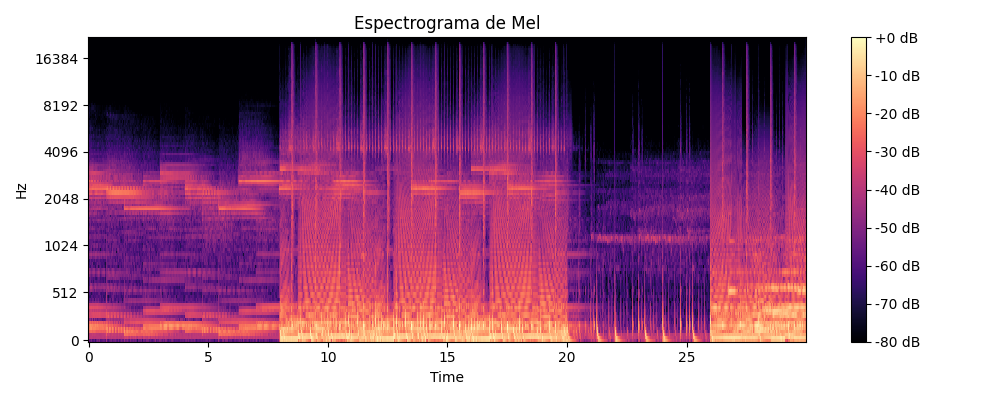 Espectrograma de Mel
Hz
16384
8192
4096
2048
1024
512
0
0 5 10 15 20 25
Time
+0 dB
-10 dB
-20 dB
-30 dB
-40 dB
-50 dB
-60 dB
-70 dB
-80 dB